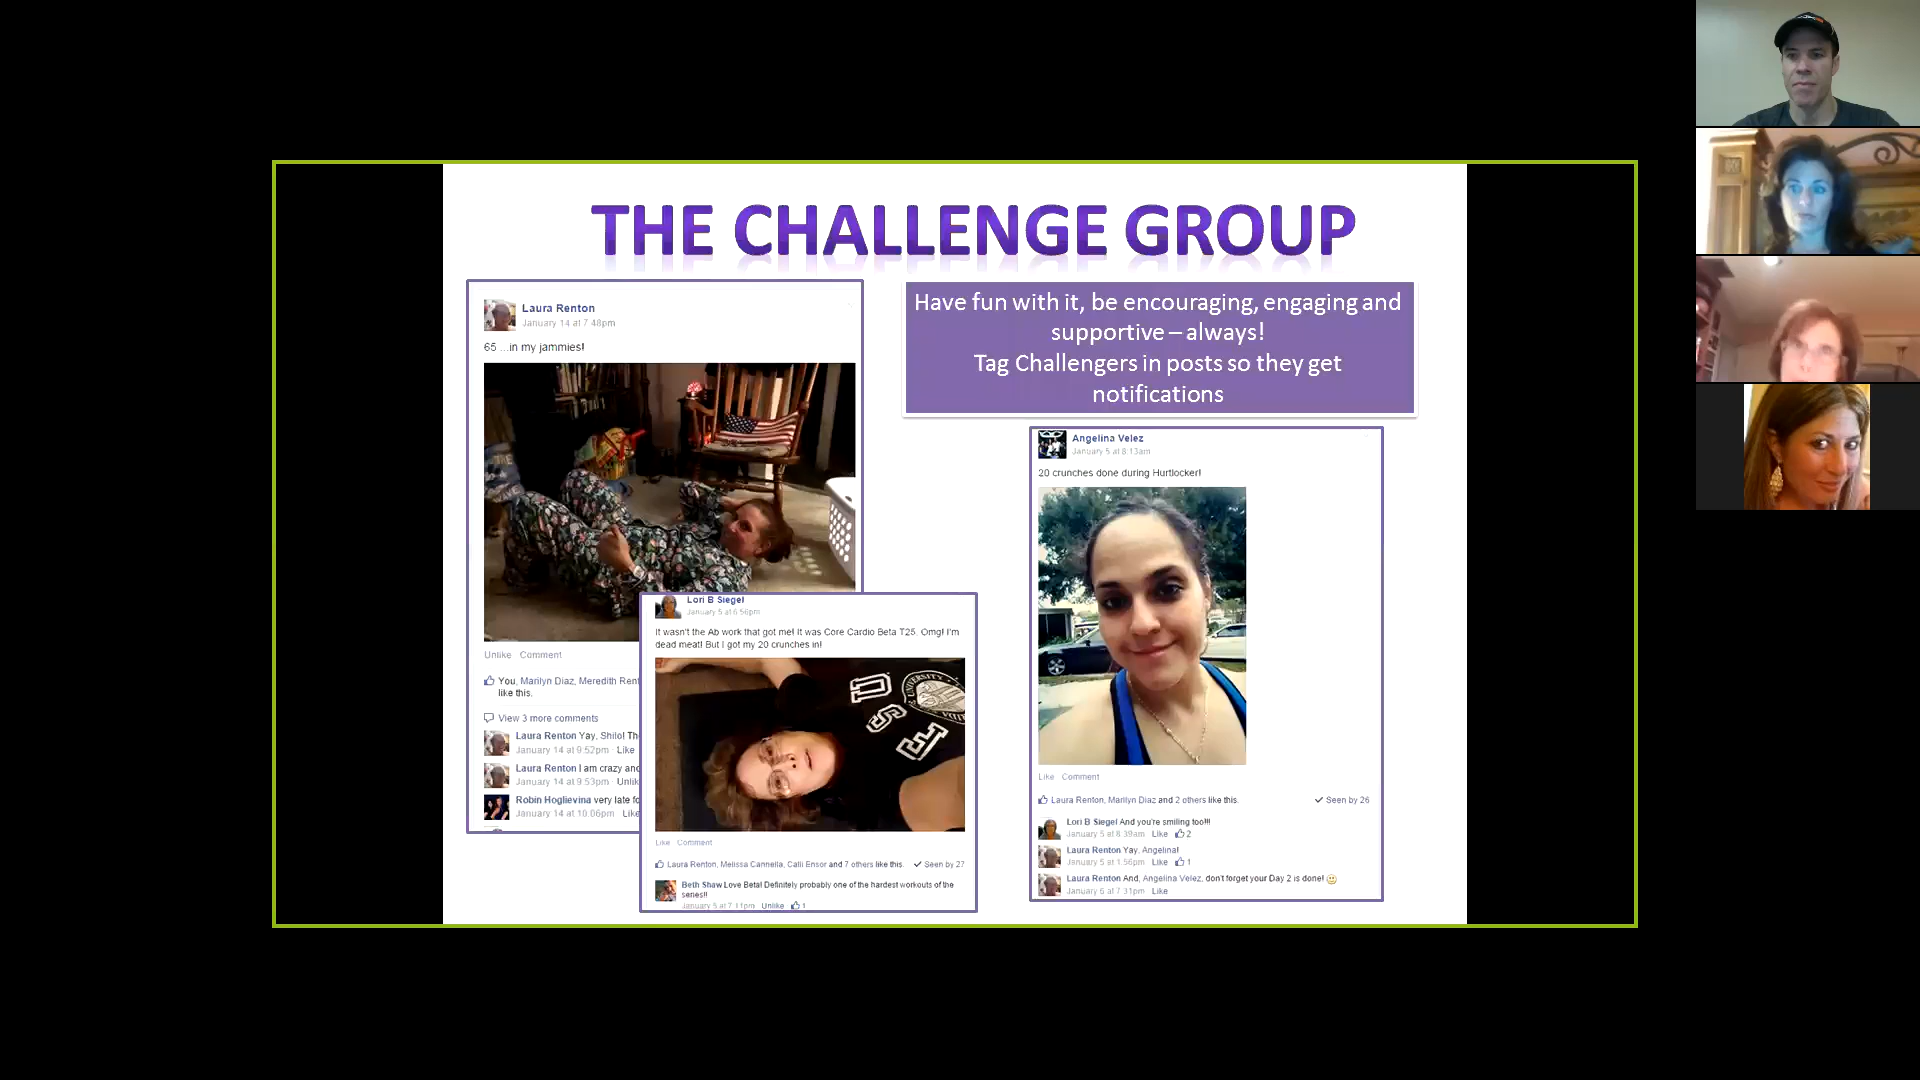 THE CHALLENGE GROUP
Laura Renton
January 14 at 7:48pm
65 ...in my jammies!
Unlike Comment
You, Marilyn Diaz, Meredith Rent
like this.
View 3 more comments
Laura Renton Yay, Shilo! Th
January 14 at 9:52pm · Like
Laura Renton I am crazy and
January 14 at 9:53pm · Unlik
Robin Hoglievina very late fo
January 14 at 10:06pm · Like
Lori B Siegel
January 5 at 6:56pm
It wasn't the Ab work that got me! It was Core Cardio Beta T25. Omg! I'm
dead meat! But I got my 20 crunches in!
UNIVERSITY
DSF
Like Comment
Laura Renton, Melissa Cannella, Calli Ensor and 7 others like this. Seen by 27
Beth Shaw Love Beta! Definitely probably one of the hardest workouts of the
series!!
January 5 at 7:11pm Unlike 1
Have fun with it, be encouraging, engaging and
supportive – always!
Tag Challengers in posts so they get
notifications
Angelina Velez
January 5 at 8:13am
20 crunches done during Hurtlocker!
Like Comment
Laura Renton, Marilyn Diaz and 2 others like this. Seen by 26
Lori B Siegel And you're smiling too!!!
January 5 at 8:39am Like 2
Laura Renton Yay, Angelina!
January 5 at 1:56pm Like 1
Laura Renton And, Angelina Velez, don't forget your Day 2 is done!
January 6 at 7:31pm Like